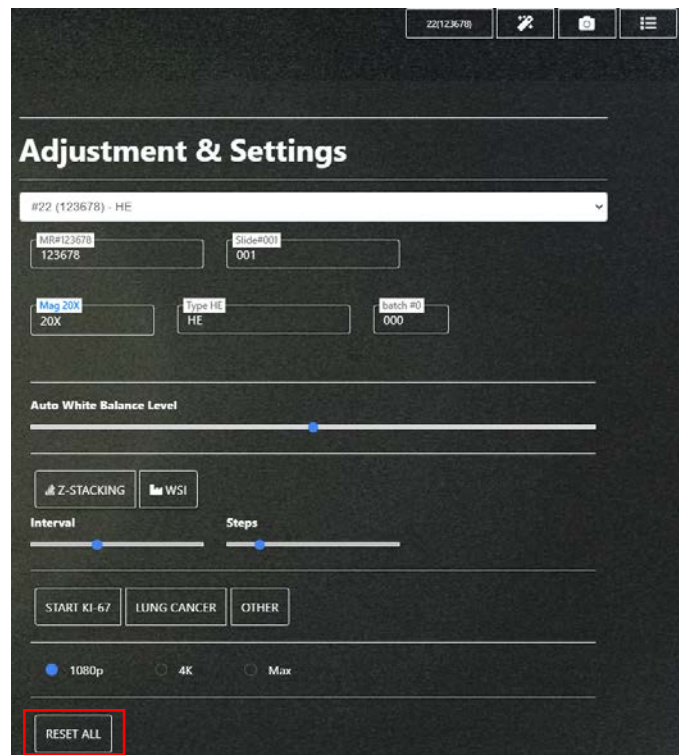 22(123678)
Adjustment & Settings
#22 (123678) - HE
MR#123678 Slide#001
123678 001
Mag 20X Type HE batch #0
20X HE 000
Auto White Balance Level
Z-STACKING WSI
Interval Steps
START KI-67 LUNG CANCER OTHER
1080p 4K Max
RESET ALL